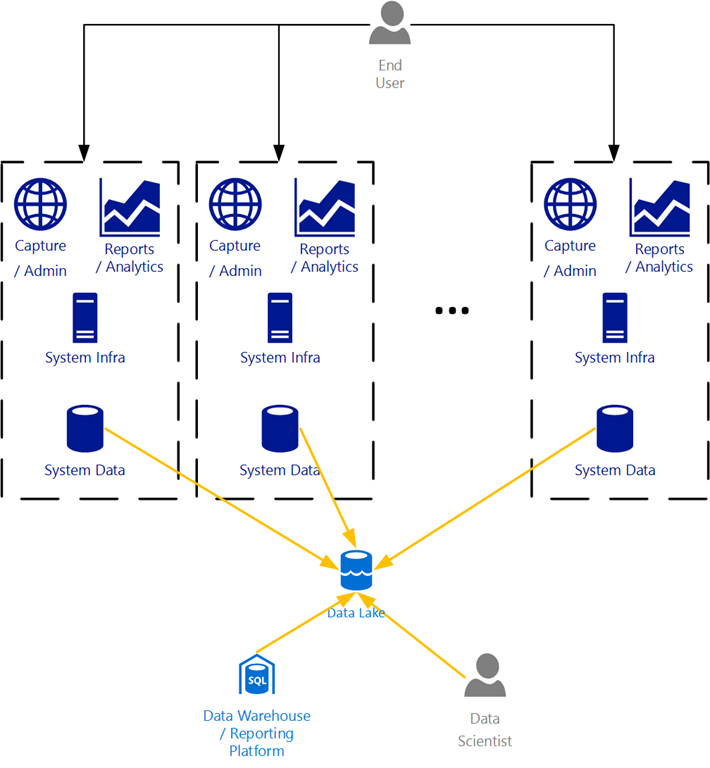 End
User
Capture
/ Admin
Reports
/ Analytics
System Infra
System Data
Capture
/ Admin
Reports
/ Analytics
System Infra
System Data
...
Capture
/ Admin
Reports
/ Analytics
System Infra
System Data
Data Lake
SQL
Data Warehouse
/ Reporting
Platform
Data
Scientist